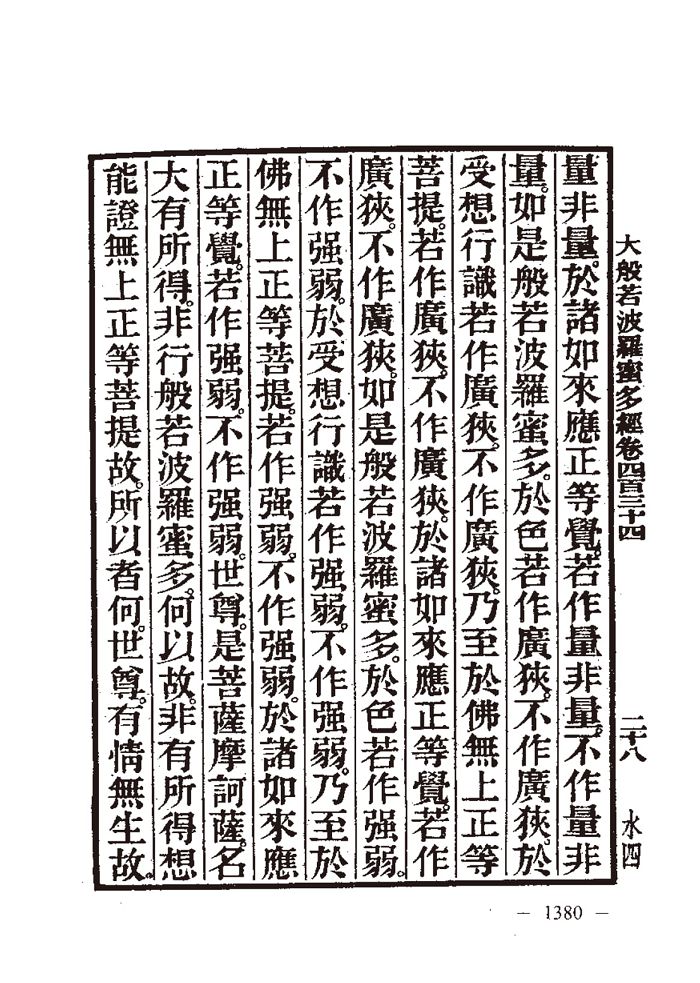 大般若波羅蜜多經卷四百三十四 二十八 水四
量非量。於諸如來應正等覺。若作量非量。不作量非
量。如是般若波羅蜜多。於色若作廣狹。不作廣狹。於
受想行識若作廣狹。不作廣狹。乃至於佛無上正等
菩提。若作廣狹。不作廣狹。於諸如來應正等覺。若作
廣狹。不作廣狹。如是般若波羅蜜多。於色若作强弱。
不作强弱。於受想行識若作强弱。不作强弱。乃至於
佛無上正等菩提。若作强弱。不作强弱。於諸如來應
正等覺。若作强弱。不作强弱。世尊。是菩薩摩訶薩。名
大有所得。非行般若波羅蜜多。何以故。非有所得想
能證無上正等菩提故。所以者何。世尊。有情無生故。
— 1380 —